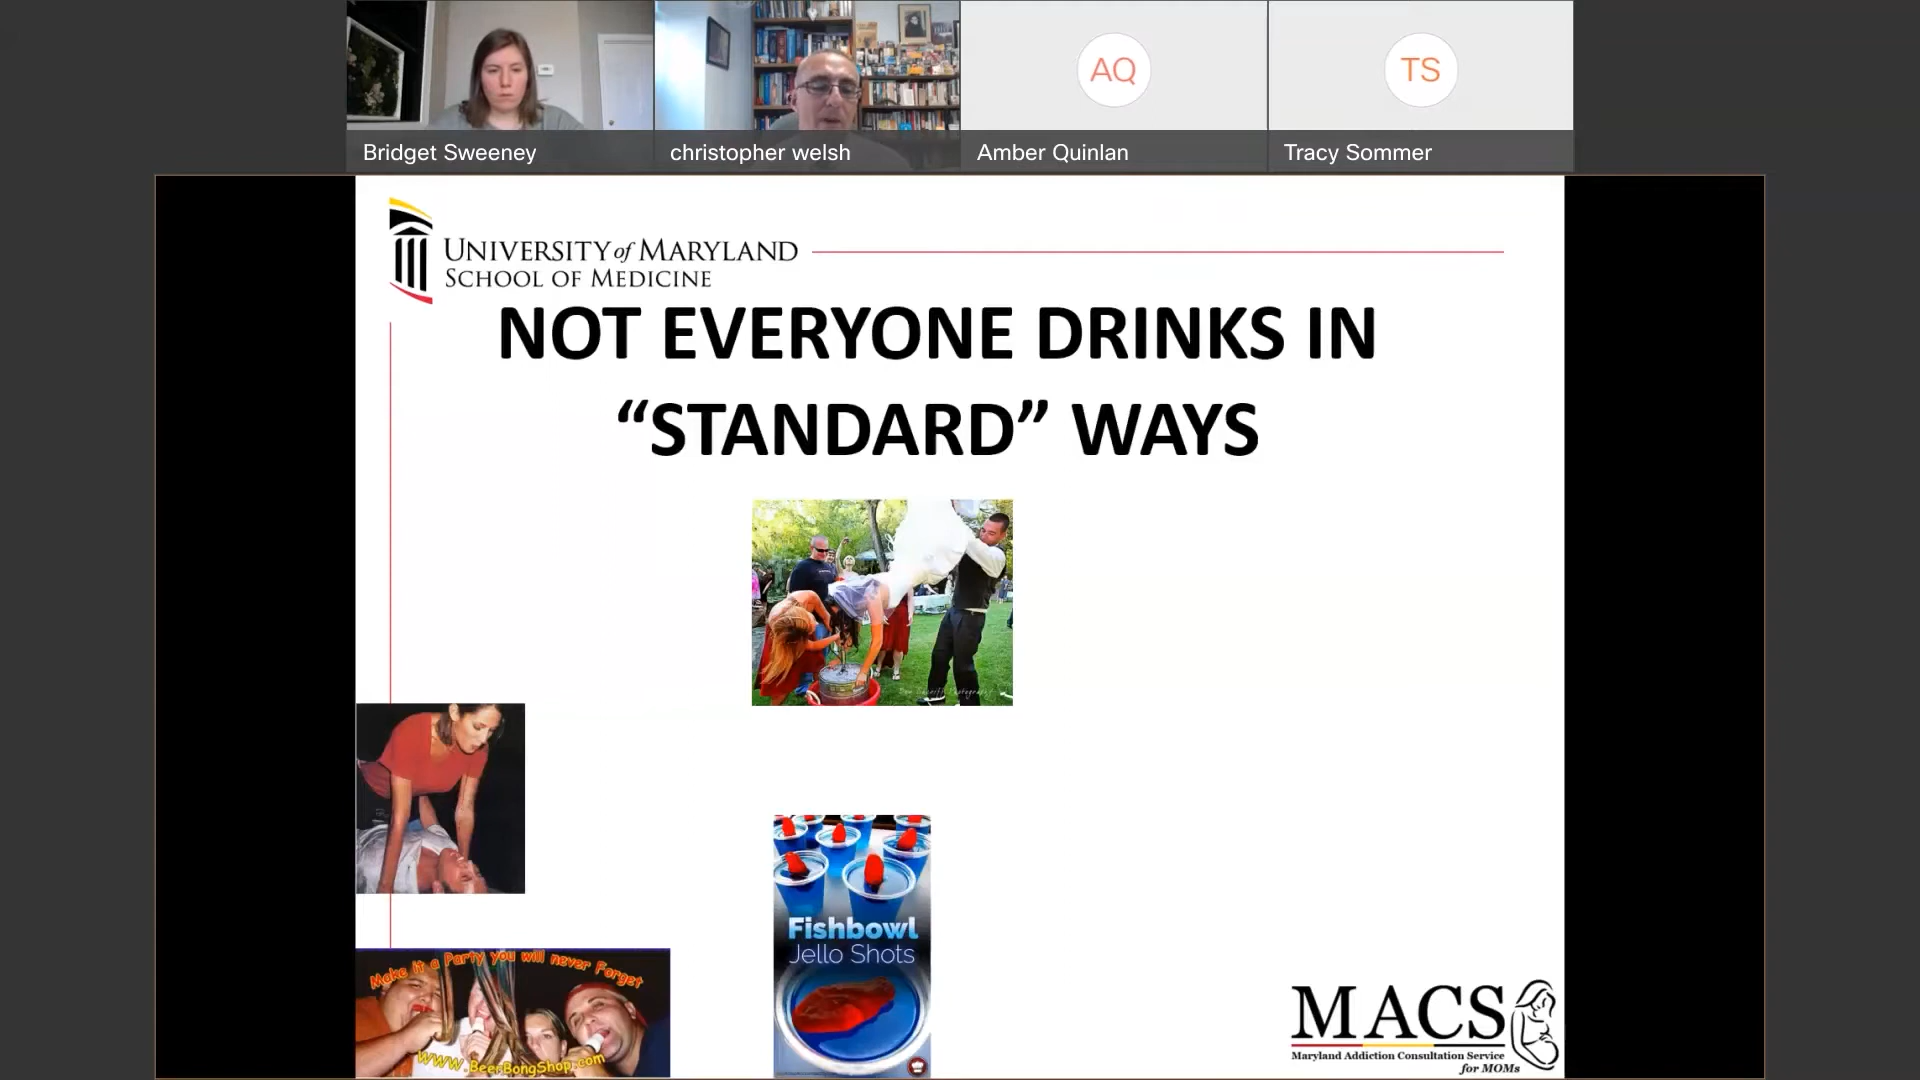 Bridget Sweeney
christopher welsh
AQ
Amber Quinlan
TS
Tracy Sommer
UNIVERSITY of MARYLAND
SCHOOL OF MEDICINE
NOT EVERYONE DRINKS IN
“STANDARD” WAYS
Make it a Party you will never Forget
WWW.BeerBongShop.com
Fishbowl
Jello Shots
MACS
Maryland Addiction Consultation Service
for MOMs